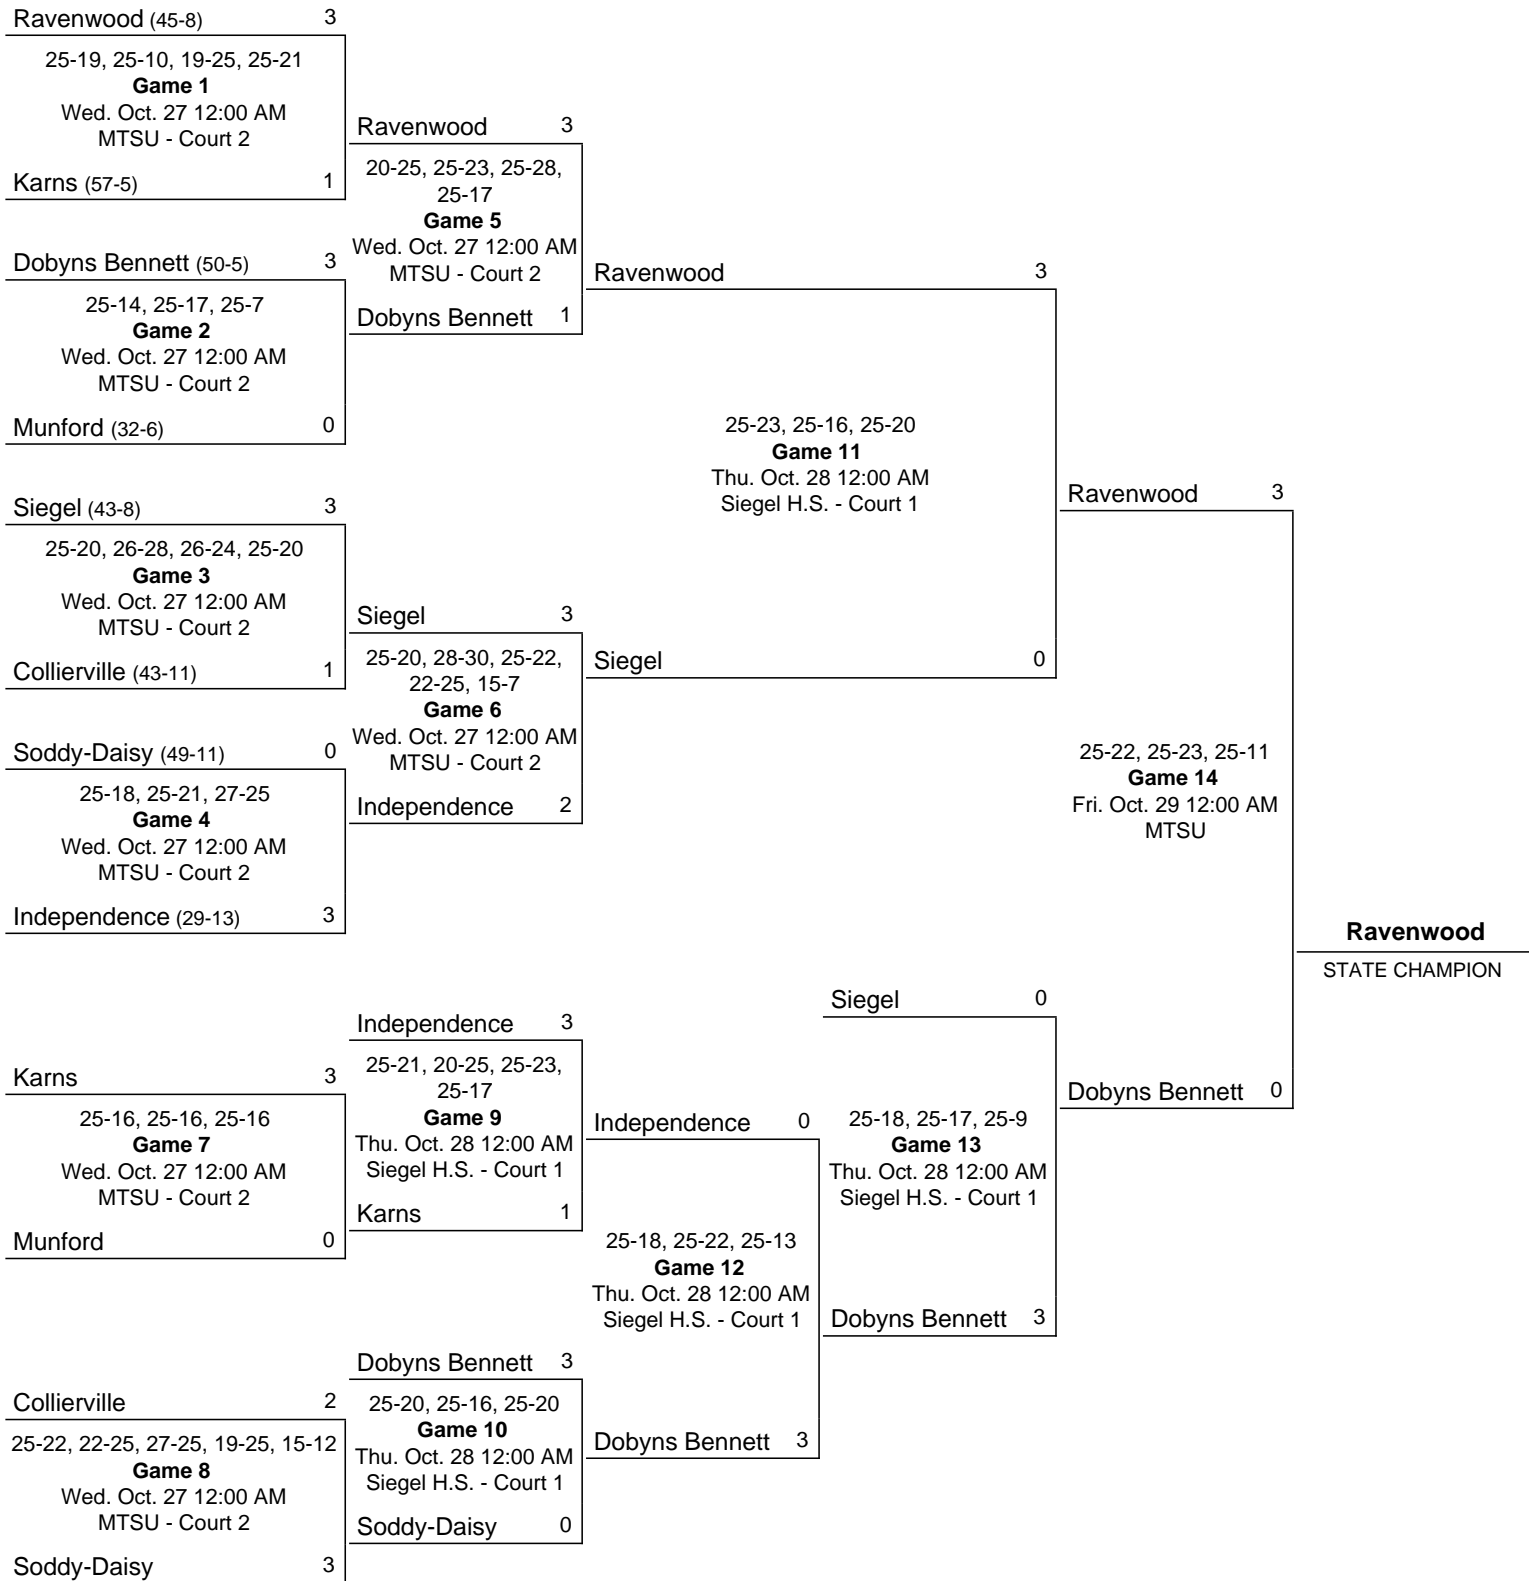 Ravenwood (45-8) 3
25-19, 25-10, 19-25, 25-21
Game 1
Wed. Oct. 27 12:00 AM
MTSU - Court 2
Karns (57-5) 1
Dobyns Bennett (50-5) 3
25-14, 25-17, 25-7
Game 2
Wed. Oct. 27 12:00 AM
MTSU - Court 2
Munford (32-6) 0
Siegel (43-8) 3
25-20, 26-28, 26-24, 25-20
Game 3
Wed. Oct. 27 12:00 AM
MTSU - Court 2
Collierville (43-11) 1
Soddy-Daisy (49-11) 0
25-18, 25-21, 27-25
Game 4
Wed. Oct. 27 12:00 AM
MTSU - Court 2
Independence (29-13) 3
Karns 3
25-16, 25-16, 25-16
Game 7
Wed. Oct. 27 12:00 AM
MTSU - Court 2
Munford 0
Collierville 2
25-22, 22-25, 27-25, 19-25, 15-12
Game 8
Wed. Oct. 27 12:00 AM
MTSU - Court 2
Soddy-Daisy 3
Ravenwood 3
20-25, 25-23, 25-28,
25-17
Game 5
Wed. Oct. 27 12:00 AM
MTSU - Court 2
Dobyns Bennett 1
Siegel 3
25-20, 28-30, 25-22,
22-25, 15-7
Game 6
Wed. Oct. 27 12:00 AM
MTSU - Court 2
Independence 2
Independence 3
25-21, 20-25, 25-23,
25-17
Game 9
Thu. Oct. 28 12:00 AM
Siegel H.S. - Court 1
Karns 1
Dobyns Bennett 3
25-20, 25-16, 25-20
Game 10
Thu. Oct. 28 12:00 AM
Siegel H.S. - Court 1
Soddy-Daisy 0
Ravenwood 3
25-23, 25-16, 25-20
Game 11
Thu. Oct. 28 12:00 AM
Siegel H.S. - Court 1
Siegel 0
Independence 0
25-18, 25-22, 25-13
Game 12
Thu. Oct. 28 12:00 AM
Siegel H.S. - Court 1
Dobyns Bennett 3
Siegel 0
25-18, 25-17, 25-9
Game 13
Thu. Oct. 28 12:00 AM
Siegel H.S. - Court 1
Dobyns Bennett 3
Ravenwood 3
25-22, 25-23, 25-11
Game 14
Fri. Oct. 29 12:00 AM
MTSU
Dobyns Bennett 0
Ravenwood
STATE CHAMPION